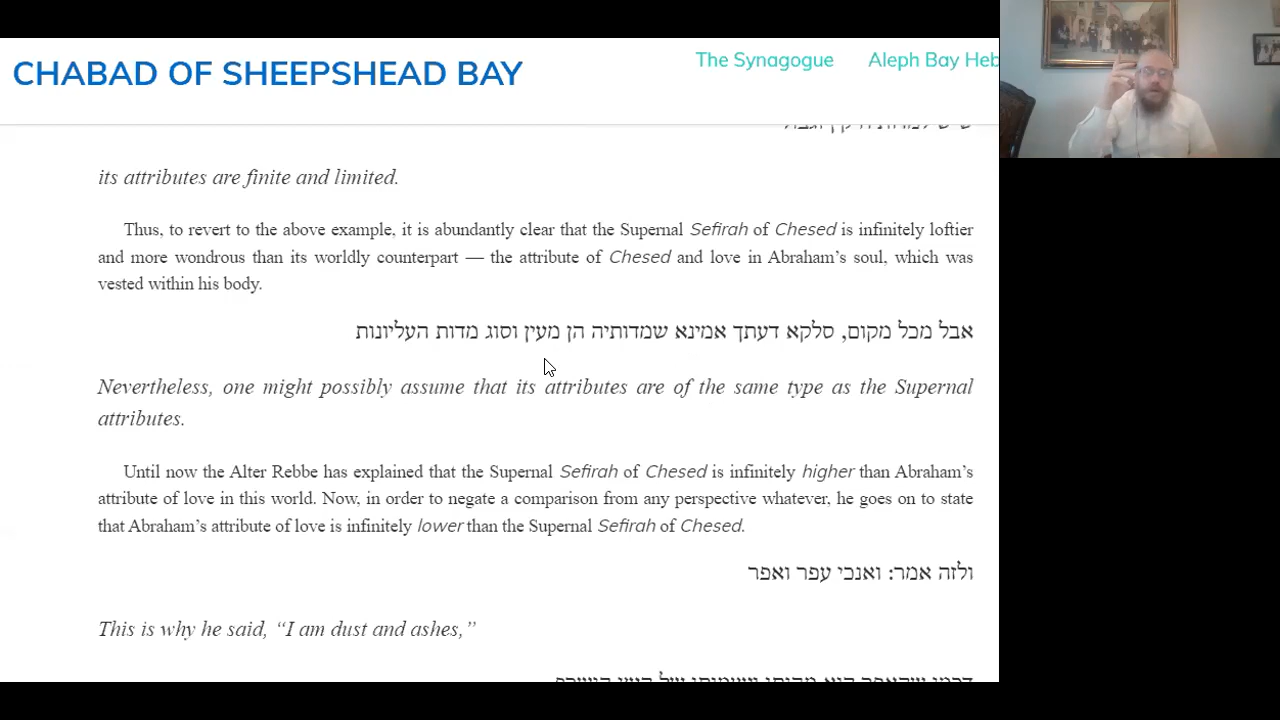 CHABAD OF SHEEPSHEAD BAY
The Synagogue
Aleph Bay Heb
its attributes are finite and limited.
Thus, to revert to the above example, it is abundantly clear that the Supernal Sefirah of Chesed is infinitely loftier
and more wondrous than its worldly counterpart — the attribute of Chesed and love in Abraham’s soul, which was
vested within his body.
אבל מכל מקום, סלקא דעתך אמינא שמדותיה הן מעין וסוג מדות העליונות
Nevertheless, one might possibly assume that its attributes are of the same type as the Supernal
attributes.
Until now the Alter Rebbe has explained that the Supernal Sefirah of Chesed is infinitely higher than Abraham’s
attribute of love in this world. Now, in order to negate a comparison from any perspective whatever, he goes on to state
that Abraham’s attribute of love is infinitely lower than the Supernal Sefirah of Chesed.
ולזה אמר: ואנכי עפר ואפר
This is why he said, “I am dust and ashes,”